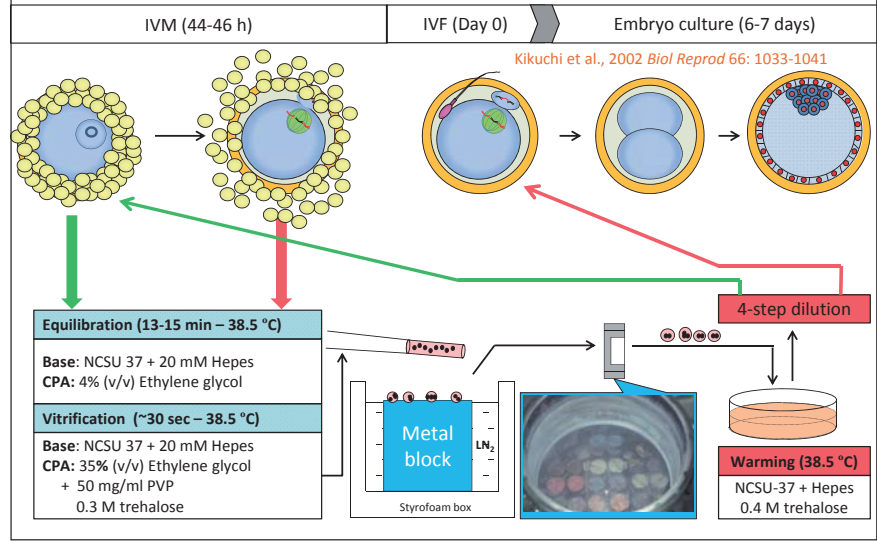 IVM (44-46 h)
IVF (Day 0)
Embryo culture (6-7 days)
Kikuchi et al., 2002 Biol Reprod 66: 1033-1041
4-step dilution
Equilibration (13-15 min – 38.5 °C)
Base: NCSU 37 + 20 mM Hepes
CPA: 4% (v/v) Ethylene glycol
Vitrification (~30 sec – 38.5 °C)
Base: NCSU 37 + 20 mM Hepes
CPA: 35% (v/v) Ethylene glycol
+ 50 mg/ml PVP
0.3 M trehalose
Metal
block
LN2
Styrofoam box
Warming (38.5 °C)
NCSU-37 + Hepes
0.4 M trehalose